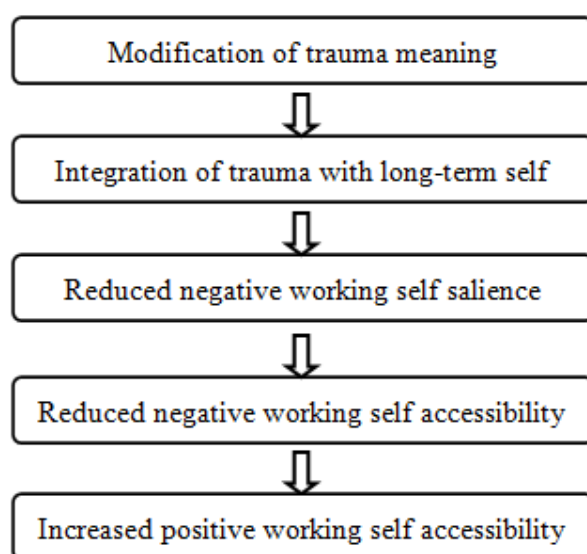 Modification of trauma meaning
Integration of trauma with long-term self
Reduced negative working self salience
Reduced negative working self accessibility
Increased positive working self accessibility